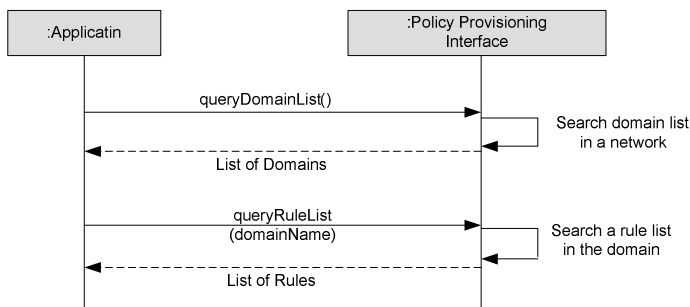 :Applicatin
:Policy Provisioning
Interface
queryDomainList()
Search domain list
in a network
List of Domains
queryRuleList
(domainName)
Search a rule list
in the domain
List of Rules